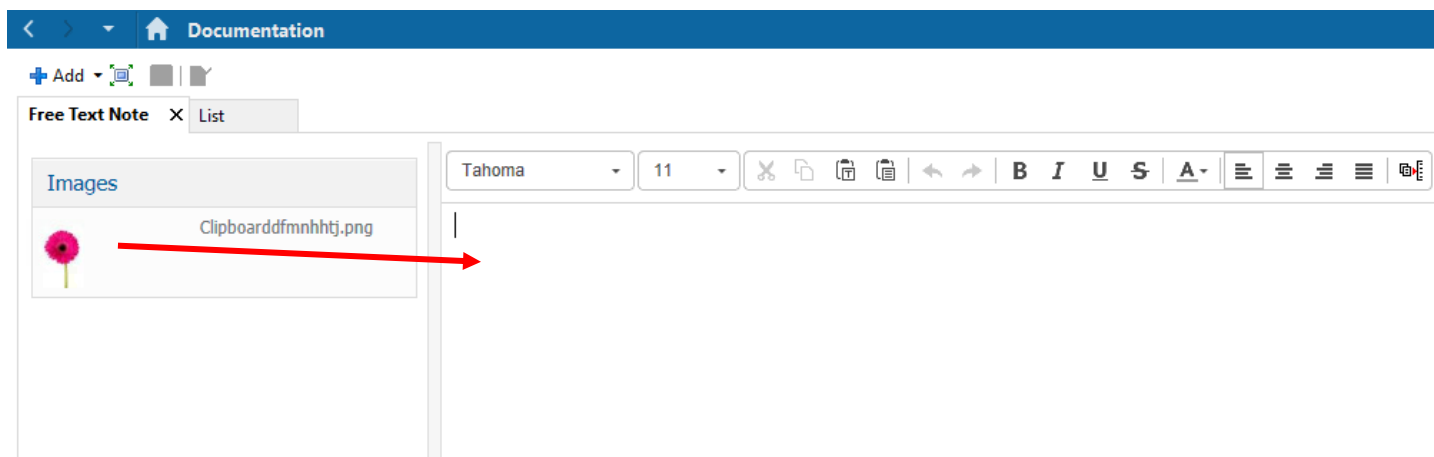 Documentation
Add
Free Text Note X List
Images
Clipboarddfmnhhtj.png
Tahoma 11 B I U S A